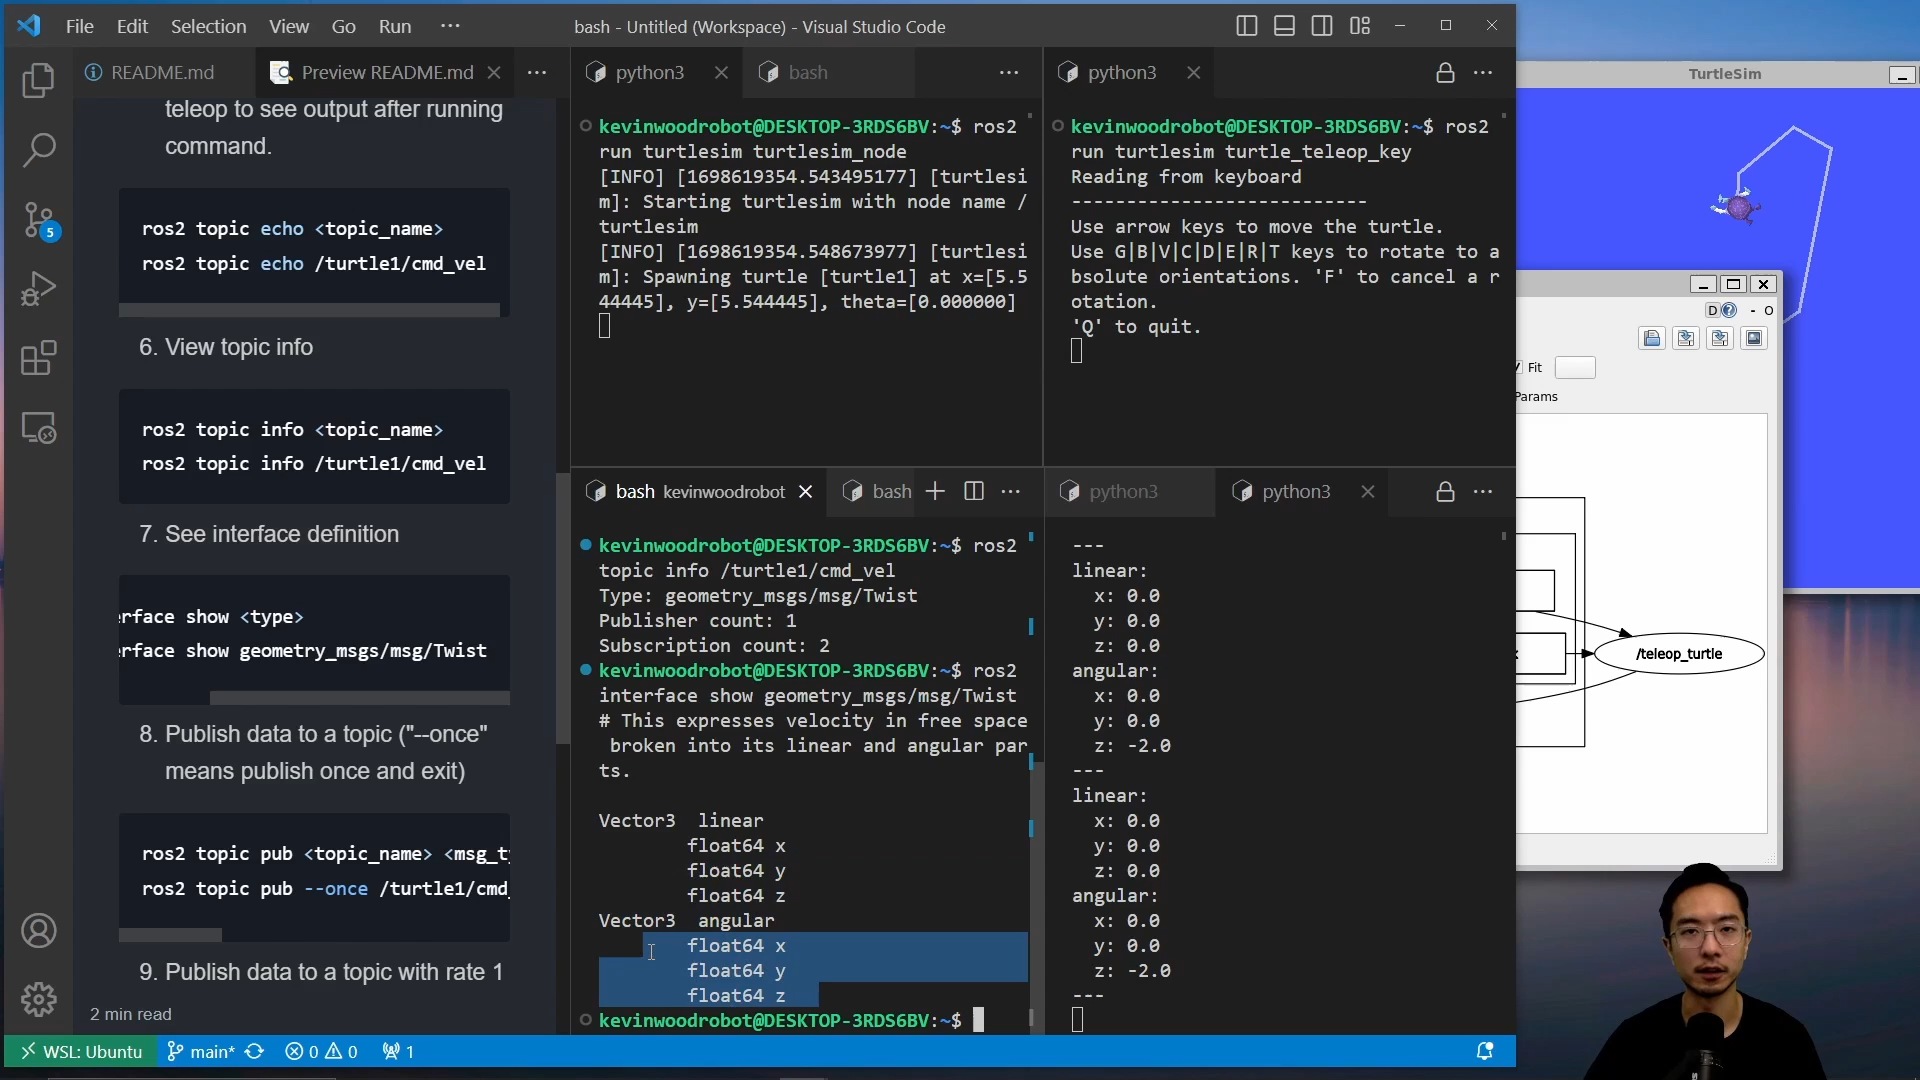 File Edit Selection View Go Run ···
bash - Untitled (Workspace) - Visual Studio Code
README.md
Preview README.md
teleop to see output after running
command.
ros2 topic echo <topic_name>
ros2 topic echo /turtle1/cmd_vel
6. View topic info
ros2 topic info <topic_name>
ros2 topic info /turtle1/cmd_vel
7. See interface definition
erface show <type>
erface show geometry_msgs/msg/Twist
8. Publish data to a topic ("--once"
means publish once and exit)
ros2 topic pub <topic_name> <msg_ty
ros2 topic pub --once /turtle1/cmd_
9. Publish data to a topic with rate 1
2 min read
5
python3
bash
kevinwoodrobot@DESKTOP-3RDS6BV:~$ ros2
run turtlesim turtlesim_node
[INFO] [1698619354.543495177] [turtlesi
m]: Starting turtlesim with node name /
turtlesim
[INFO] [1698619354.548673977] [turtlesi
m]: Spawning turtle [turtle1] at x=[5.5
44445], y=[5.544445], theta=[0.000000]
python3
kevinwoodrobot@DESKTOP-3RDS6BV:~$ ros2
run turtlesim turtle_teleop_key
Reading from keyboard
---------------------------
Use arrow keys to move the turtle.
Use G|B|V|C|D|E|R|T keys to rotate to a
bsolute orientations. 'F' to cancel a r
otation.
'Q' to quit.
bash kevinwoodrobot
bash
kevinwoodrobot@DESKTOP-3RDS6BV:~$ ros2
topic info /turtle1/cmd_vel
Type: geometry_msgs/msg/Twist
Publisher count: 1
Subscription count: 2
kevinwoodrobot@DESKTOP-3RDS6BV:~$ ros2
interface show geometry_msgs/msg/Twist
# This expresses velocity in free space
broken into its linear and angular par
ts.
Vector3 linear
float64 x
float64 y
float64 z
Vector3 angular
float64 x
float64 y
float64 z
kevinwoodrobot@DESKTOP-3RDS6BV:~$
python3
python3
---
linear:
x: 0.0
y: 0.0
z: 0.0
angular:
x: 0.0
y: 0.0
z: -2.0
---
linear:
x: 0.0
y: 0.0
z: 0.0
angular:
x: 0.0
y: 0.0
z: -2.0
---
WSL: Ubuntu
main*
0 0
1
TurtleSim
D ? - O
Fit
Params
/teleop_turtle